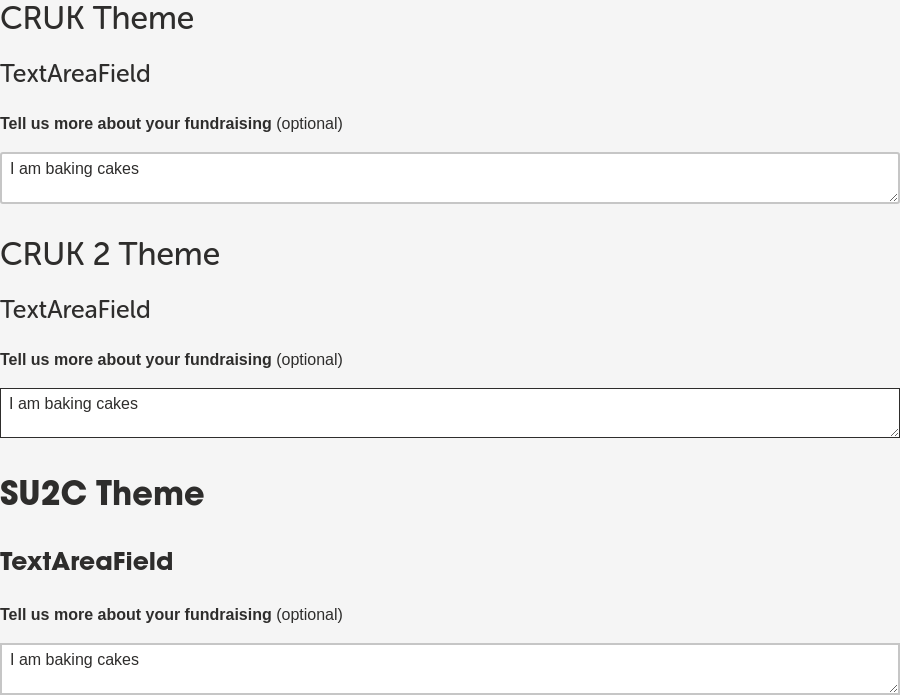 CRUK Theme
TextAreaField
Tell us more about your fundraising (optional)
I am baking cakes
CRUK 2 Theme
TextAreaField
Tell us more about your fundraising (optional)
I am baking cakes
SU2C Theme
TextAreaField
Tell us more about your fundraising (optional)
I am baking cakes